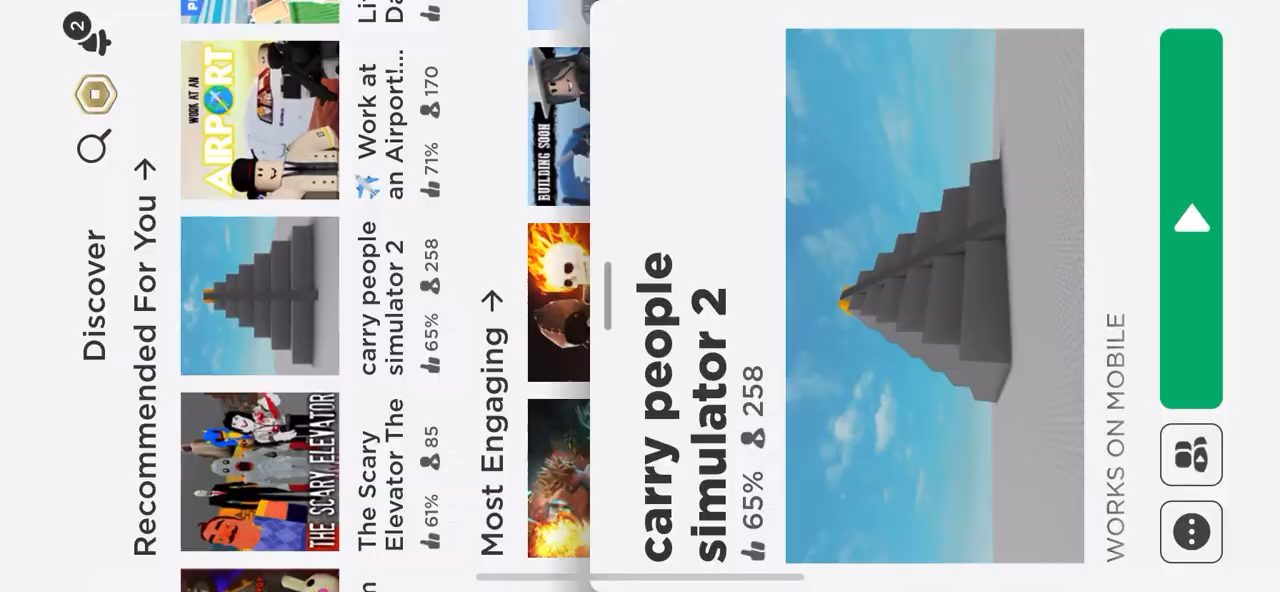 2
Discover
Recommended For You →
THE SCARY ELEVATOR
The Scary
Elevator The
61% 85
carry people
simulator 2
65% 258
WORK AT AN
AIRPORT
✈️ Work at
an Airport!...
71% 170
Most Engaging →
BUILDING SOON
carry people
simulator 2
65% 258
WORKS ON MOBILE